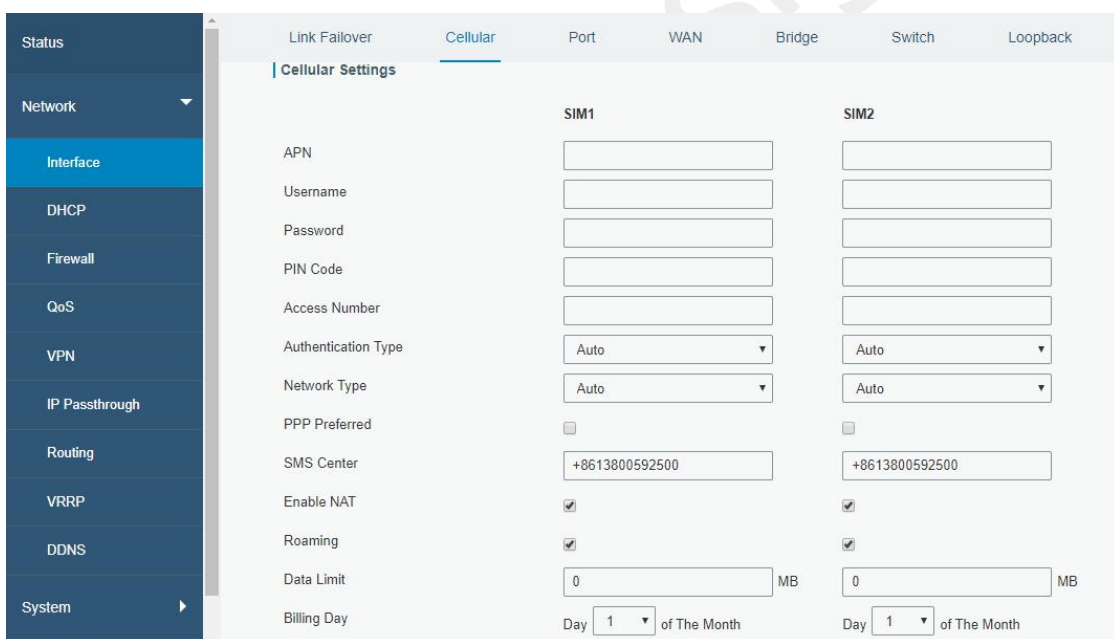 Status
Network
Interface
DHCP
Firewall
QoS
VPN
IP Passthrough
Routing
VRRP
DDNS
System
Link Failover Cellular Port WAN Bridge Switch Loopback
Cellular Settings
SIM1 SIM2
APN
Username
Password
PIN Code
Access Number
Authentication Type Auto Auto
Network Type Auto Auto
PPP Preferred
SMS Center +8613800592500 +8613800592500
Enable NAT
Roaming
Data Limit 0 MB 0 MB
Billing Day Day 1 of The Month Day 1 of The Month